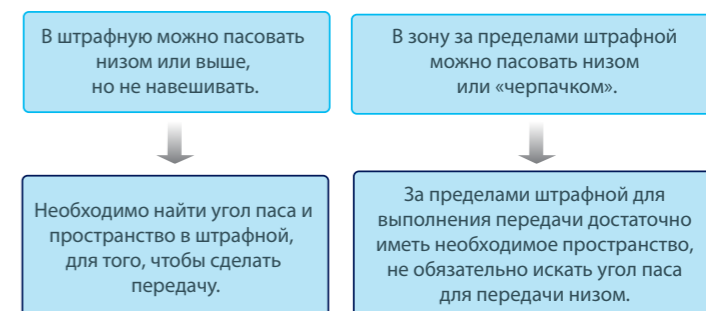 В штрафную можно пасовать
низом или выше,
но не навешивать.
В зону за пределами штрафной
можно пасовать низом
или «черпачком».
Необходимо найти угол паса и
пространство в штрафной,
для того, чтобы сделать
передачу.
За пределами штрафной для
выполнения передачи достаточно
иметь необходимое пространство,
не обязательно искать угол паса
для передачи низом.